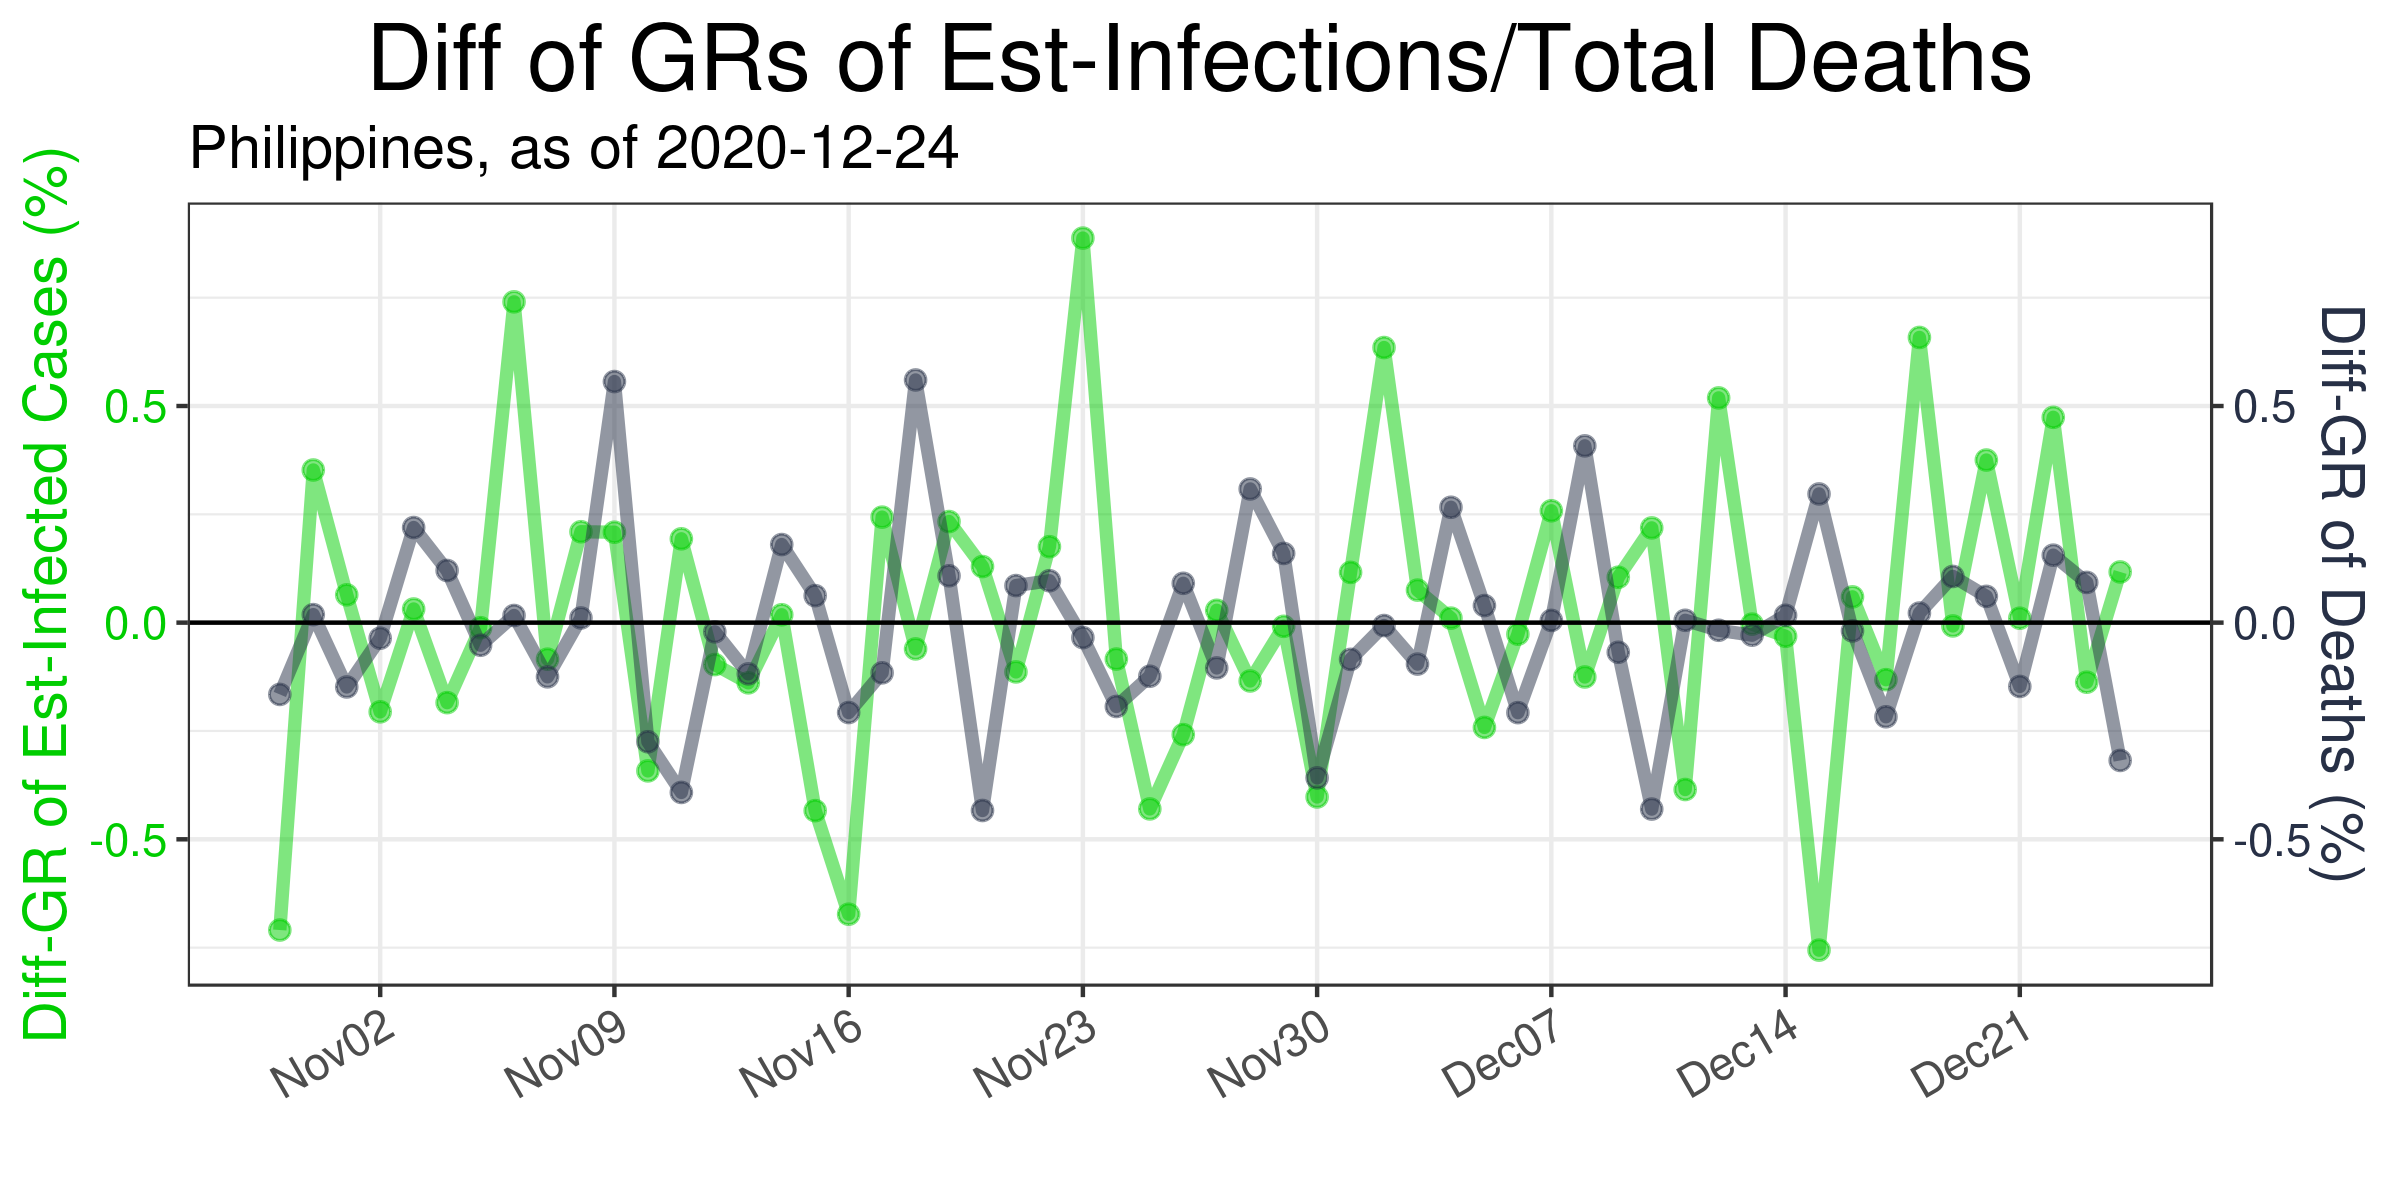 Diff of GRs of Est-Infections/Total Deaths
Philippines, as of 2020-12-24
Diff-GR of Est-Infected Cases (%)
0.5
0.0
-0.5
0.5
0.0
-0.5
Diff-GR of Deaths (%)
Nov02
Nov09
Nov16
Nov23
Nov30
Dec07
Dec14
Dec21